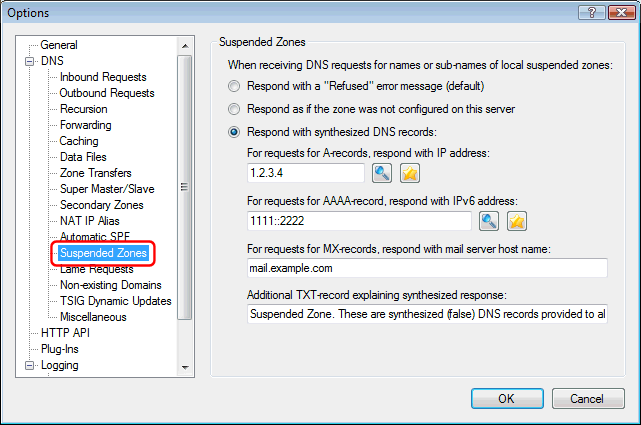 Options
General
DNS
Inbound Requests
Outbound Requests
Recursion
Forwarding
Caching
Data Files
Zone Transfers
Super Master/Slave
Secondary Zones
NAT IP Alias
Automatic SPF
Suspended Zones
Lame Requests
Non-existing Domains
TSIG Dynamic Updates
Miscellaneous
HTTP API
Plug-Ins
Logging
Suspended Zones
When receiving DNS requests for names or sub-names of local suspended zones:
Respond with a "Refused" error message (default)
Respond as if the zone was not configured on this server
Respond with synthesized DNS records:
For requests for A-records, respond with IP address:
1.2.3.4
For requests for AAAA-record, respond with IPv6 address:
1111::2222
For requests for MX-records, respond with mail server host name:
mail.example.com
Additional TXT-record explaining synthesized response:
Suspended Zone. These are synthesized (false) DNS records provided to al
OK
Cancel